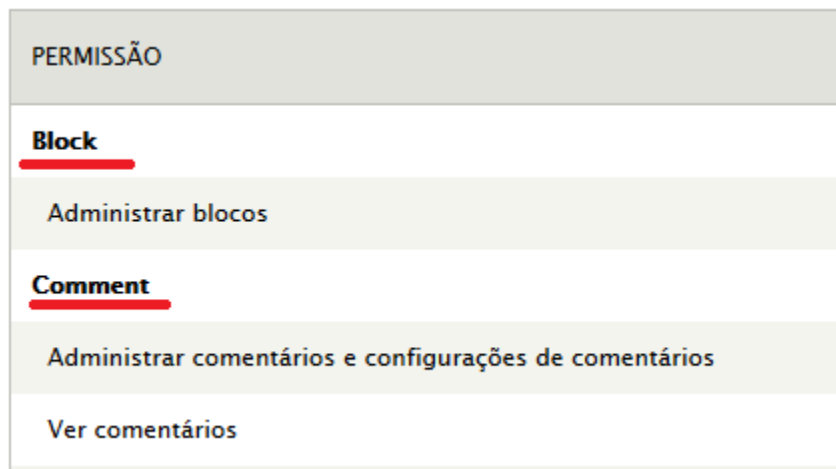 PERMISSÃO
Block
Administrar blocos
Comment
Administrar comentários e configurações de comentários
Ver comentários